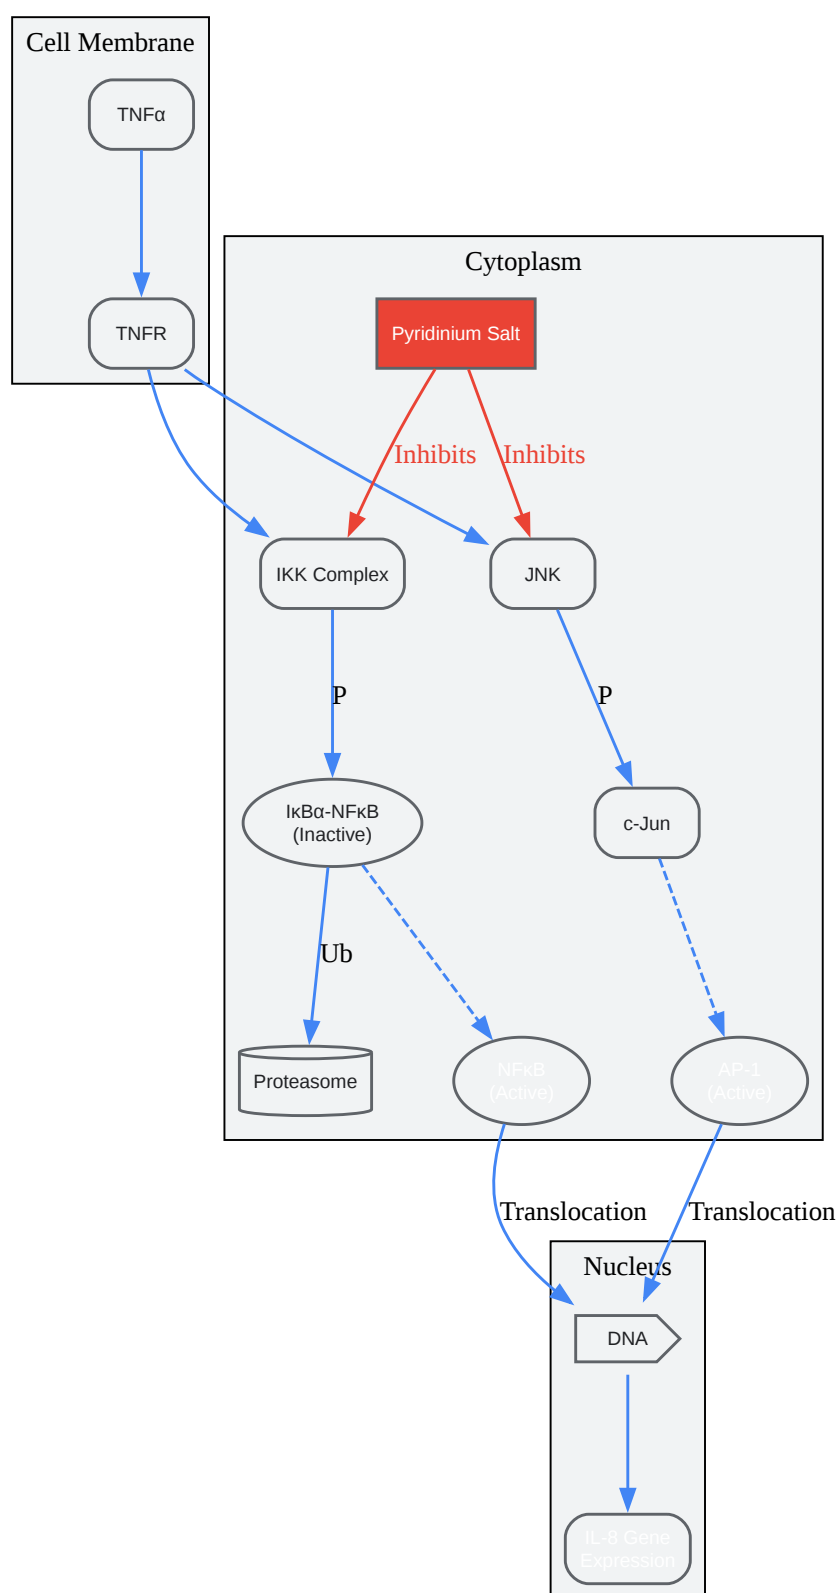 Cell Membrane
TNFα
TNFR
Cytoplasm
Pyridinium Salt
Inhibits
Inhibits
IKK Complex
JNK
P
P
IκBα-NFκB
(Inactive)
c-Jun
Ub
Proteasome
NFκB
(Active)
AP-1
(Active)
Translocation
Translocation
Nucleus
DNA
IL-8 Gene
Expression